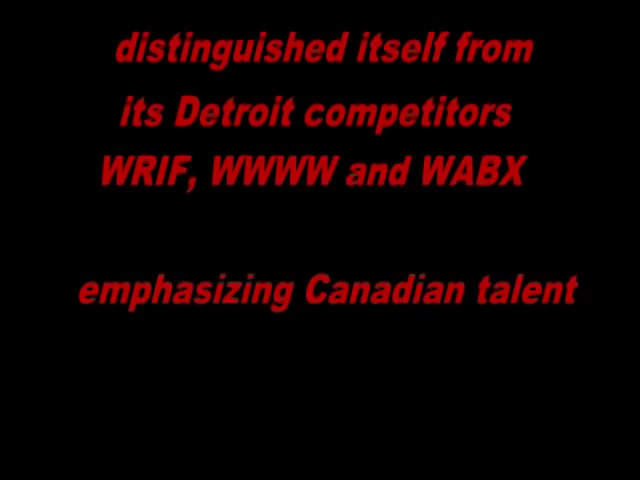 distinguished itself from
its Detroit competitors
WRIF, WWWW and WABX
emphasizing Canadian talent